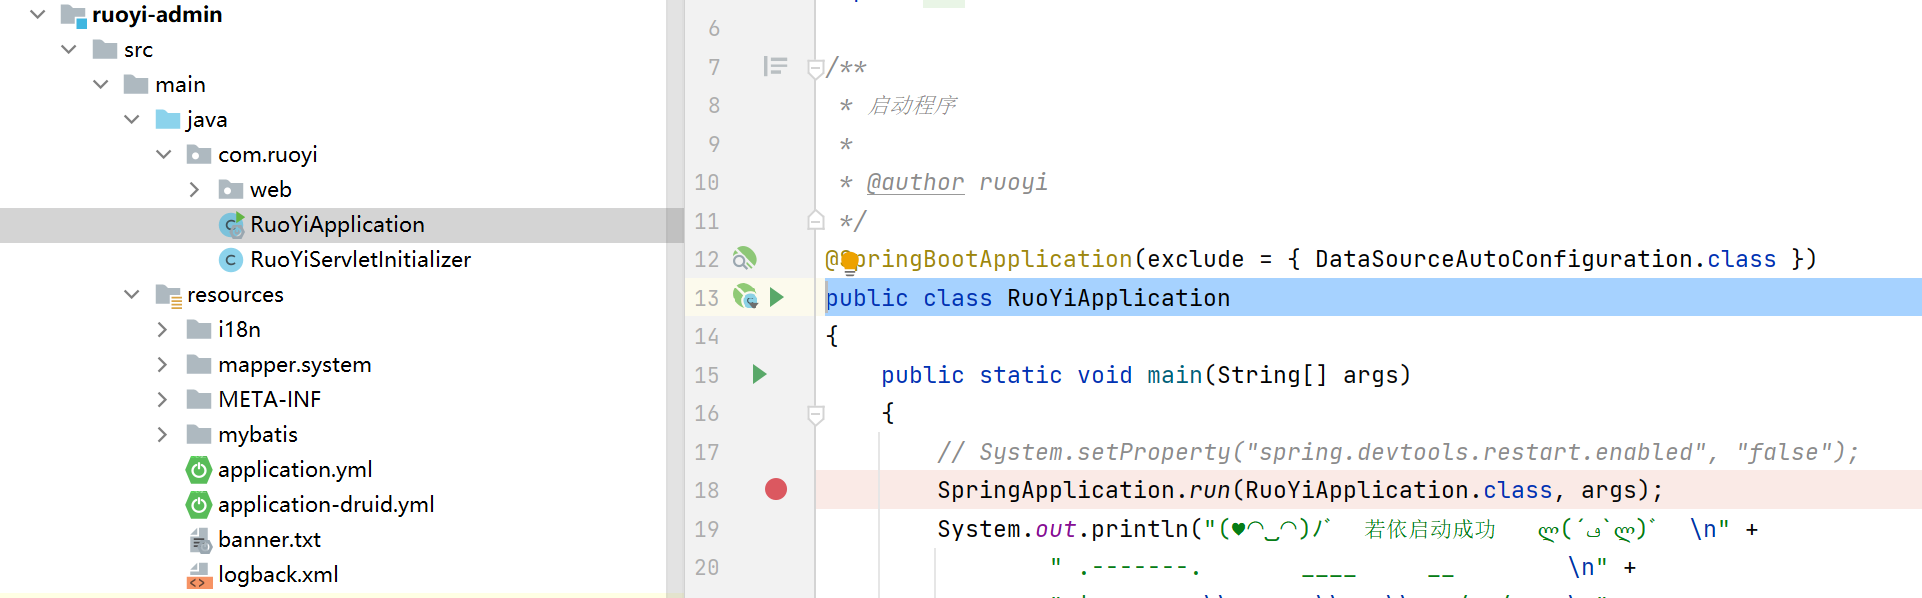 ruoyi-admin
src
main
java
com.ruoyi
web
RuoYiApplication
RuoYiServletInitializer
resources
i18n
mapper.system
META-INF
mybatis
application.yml
application-druid.yml
banner.txt
logback.xml
6
7 /**
8 * 启动程序
9 *
10 * @author ruoyi
11 */
12 @SpringBootApplication(exclude = { DataSourceAutoConfiguration.class })
13 public class RuoYiApplication
14 {
15 public static void main(String[] args)
16 {
17 // System.setProperty("spring.devtools.restart.enabled", "false");
18 SpringApplication.run(RuoYiApplication.class, args);
19 System.out.println("(♥◠‿◠)ノ゙  若依启动成功   ლ(´ڡ`ლ)゙  \n" +
20 " .-------.       ____     __        \n" +